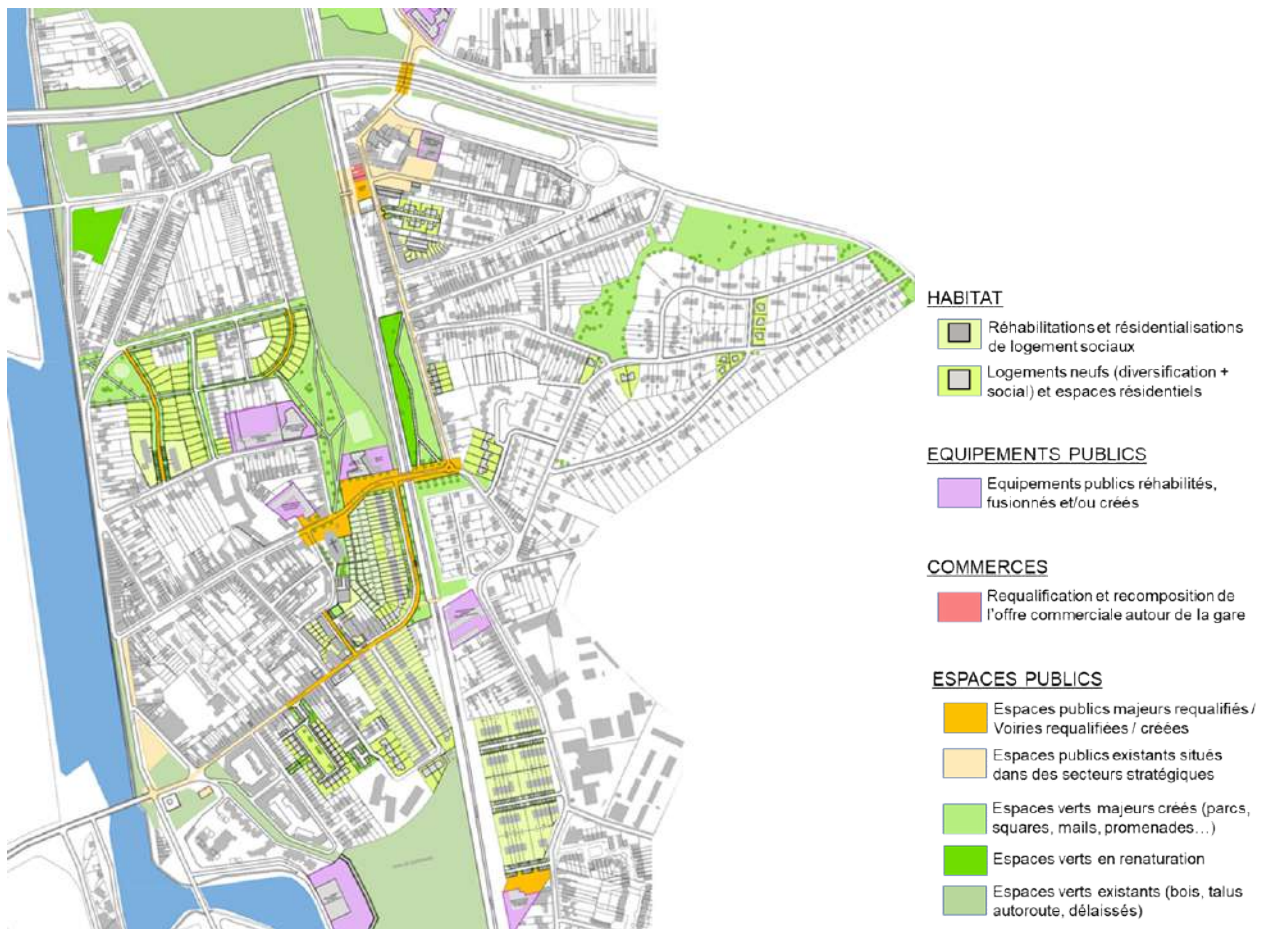 HABITAT
Réhabilitations et résidentialisations
de logement sociaux
Logements neufs (diversification +
social) et espaces résidentiels
EQUIPEMENTS PUBLICS
Equipements publics réhabilités,
fusionnés et/ou créés
COMMERCES
Requalification et recomposition de
l'offre commerciale autour de la gare
ESPACES PUBLICS
Espaces publics majeurs requalifiés /
Voiries requalifiées / créées
Espaces publics existants situés
dans des secteurs stratégiques
Espaces verts majeurs créés (parcs,
squares, mails, promenades…)
Espaces verts en renaturation
Espaces verts existants (bois, talus
autoroute, délaissés)